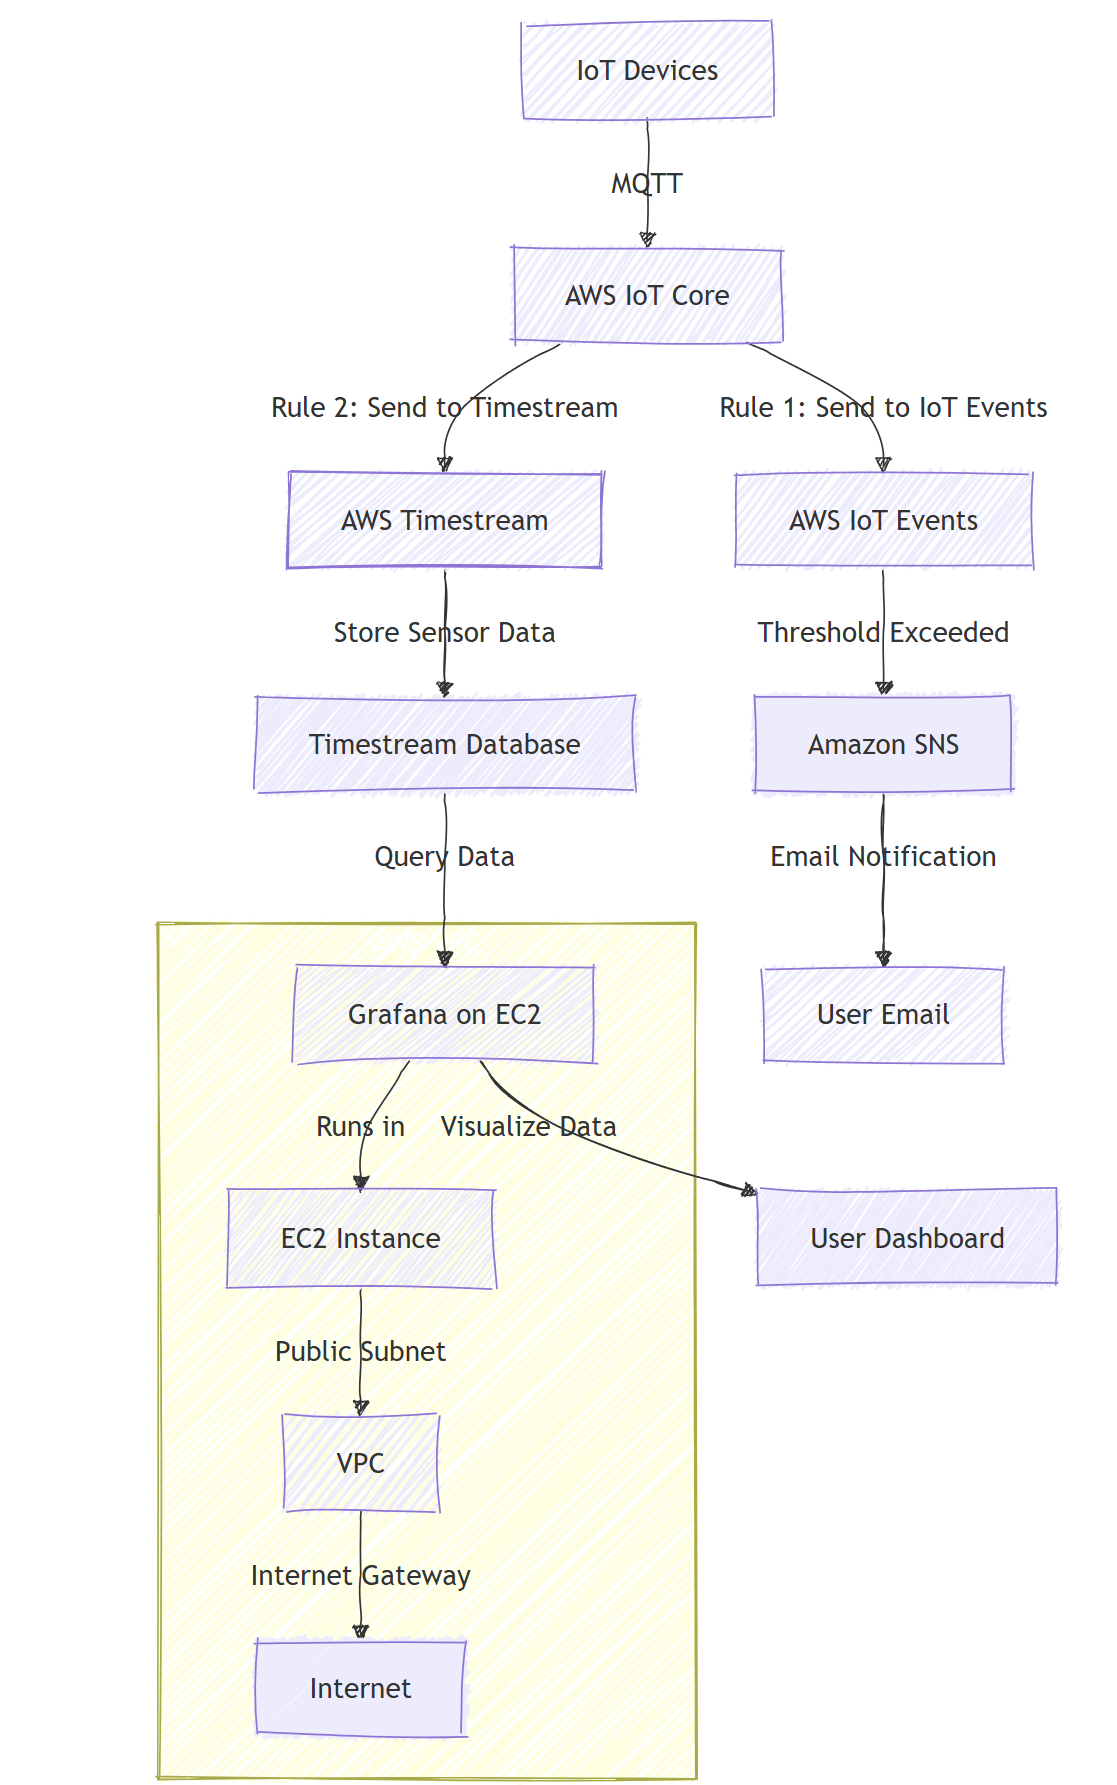 IoT Devices
MQTT
AWS IoT Core
Rule 2: Send to Timestream
Rule 1: Send to IoT Events
AWS Timestream
AWS IoT Events
Store Sensor Data
Threshold Exceeded
Timestream Database
Amazon SNS
Query Data
Email Notification
Grafana on EC2
User Email
Runs in
Visualize Data
EC2 Instance
User Dashboard
Public Subnet
VPC
Internet Gateway
Internet